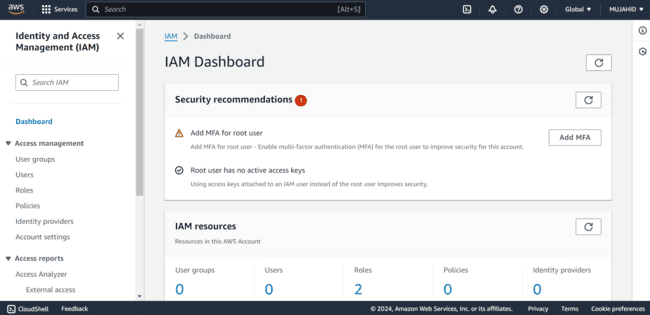 aws
Services
Search
[Alt+S]
Global
MUJAHID
Identity and Access
Management (IAM)
Search IAM
Dashboard
Access management
User groups
Users
Roles
Policies
Identity providers
Account settings
Access reports
Access Analyzer
External access
IAM > Dashboard
IAM Dashboard
Security recommendations 1
Add MFA for root user
Add MFA for root user - Enable multi-factor authentication (MFA) for the root user to improve security for this account.
Add MFA
Root user has no active access keys
Using access keys attached to an IAM user instead of the root user improves security.
IAM resources
Resources in this AWS Account
User groups Users Roles Policies Identity providers
0 0 2 0 0
CloudShell Feedback © 2024, Amazon Web Services, Inc. or its affiliates. Privacy Terms Cookie preferences